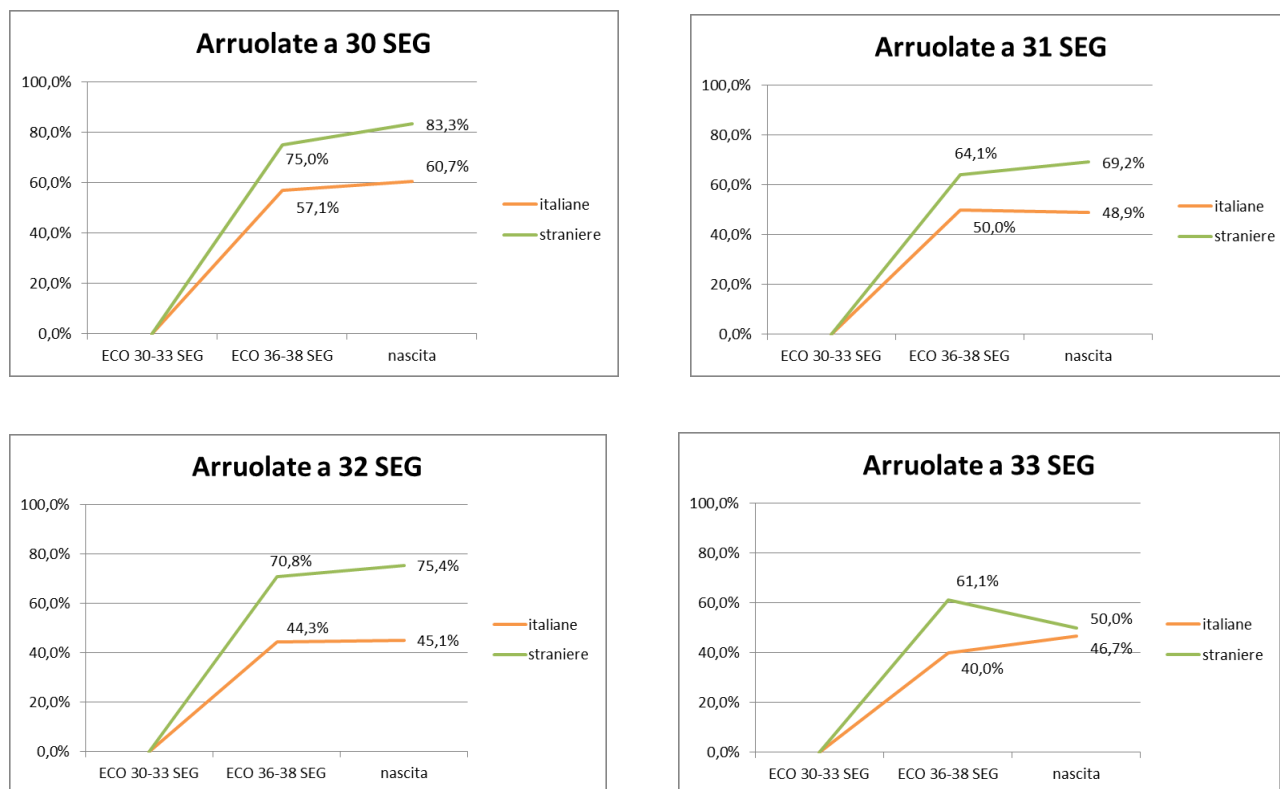 Arruolate a 30 SEG
100,0%
80,0%
60,0%
40,0%
20,0%
0,0%
83,3%
75,0%
60,7%
57,1%
italiane
straniere
ECO 30-33 SEG
ECO 36-38 SEG
nascita
Arruolate a 31 SEG
100,0%
80,0%
60,0%
40,0%
20,0%
0,0%
64,1%
69,2%
50,0%
48,9%
italiane
straniere
ECO 30-33 SEG
ECO 36-38 SEG
nascita
Arruolate a 32 SEG
100,0%
80,0%
60,0%
40,0%
20,0%
0,0%
70,8%
75,4%
44,3%
45,1%
italiane
straniere
ECO 30-33 SEG
ECO 36-38 SEG
nascita
Arruolate a 33 SEG
100,0%
80,0%
60,0%
40,0%
20,0%
0,0%
61,1%
50,0%
40,0%
46,7%
italiane
straniere
ECO 30-33 SEG
ECO 36-38 SEG
nascita